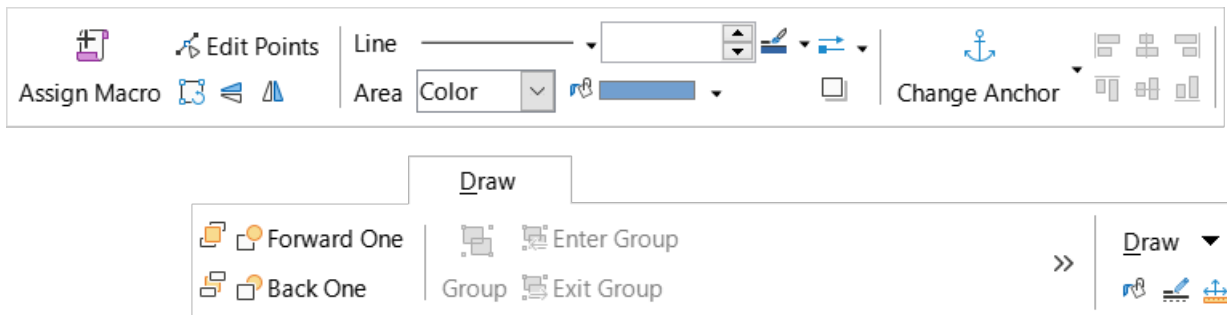 Edit Points Line
Assign Macro Area Color Change Anchor
Draw
Forward One Enter Group Draw
Back One Group Exit Group